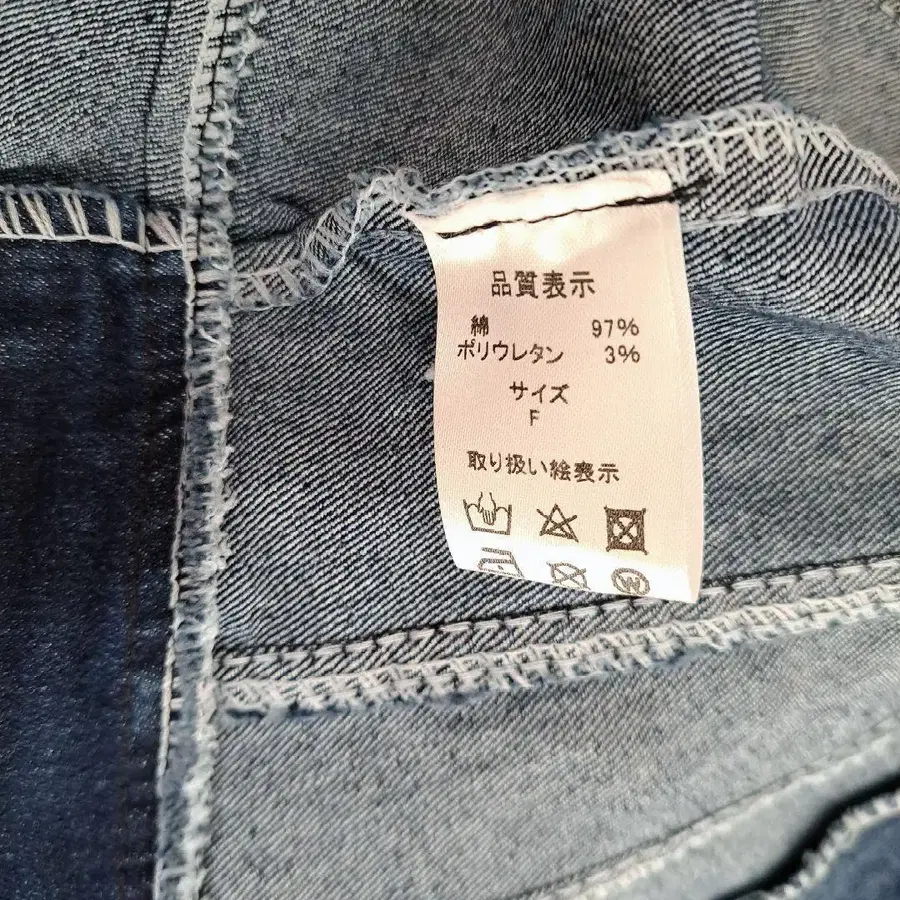 品質表示
綿 97%
ポリウレタン 3%
サイズ
F
取り扱い絵表示
W